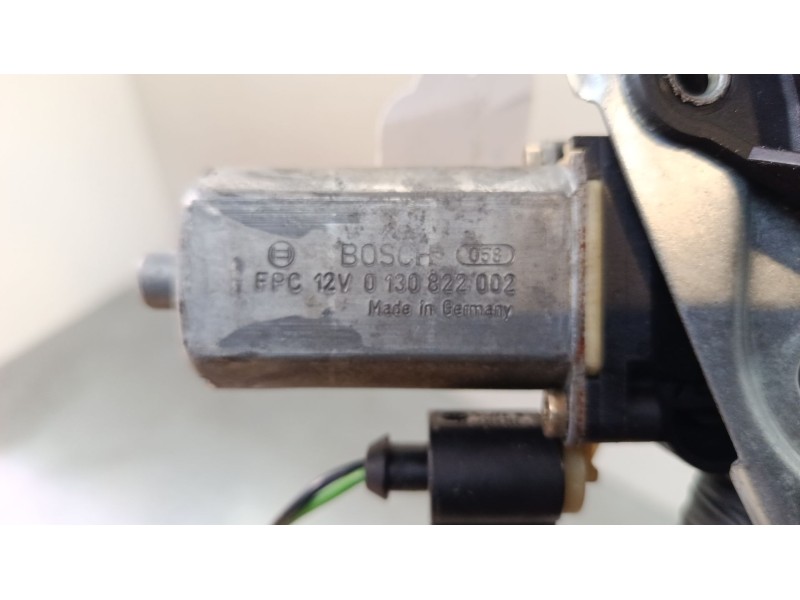 BOSCH 058
FPC 12V 0 130 822 002
Made in Germany